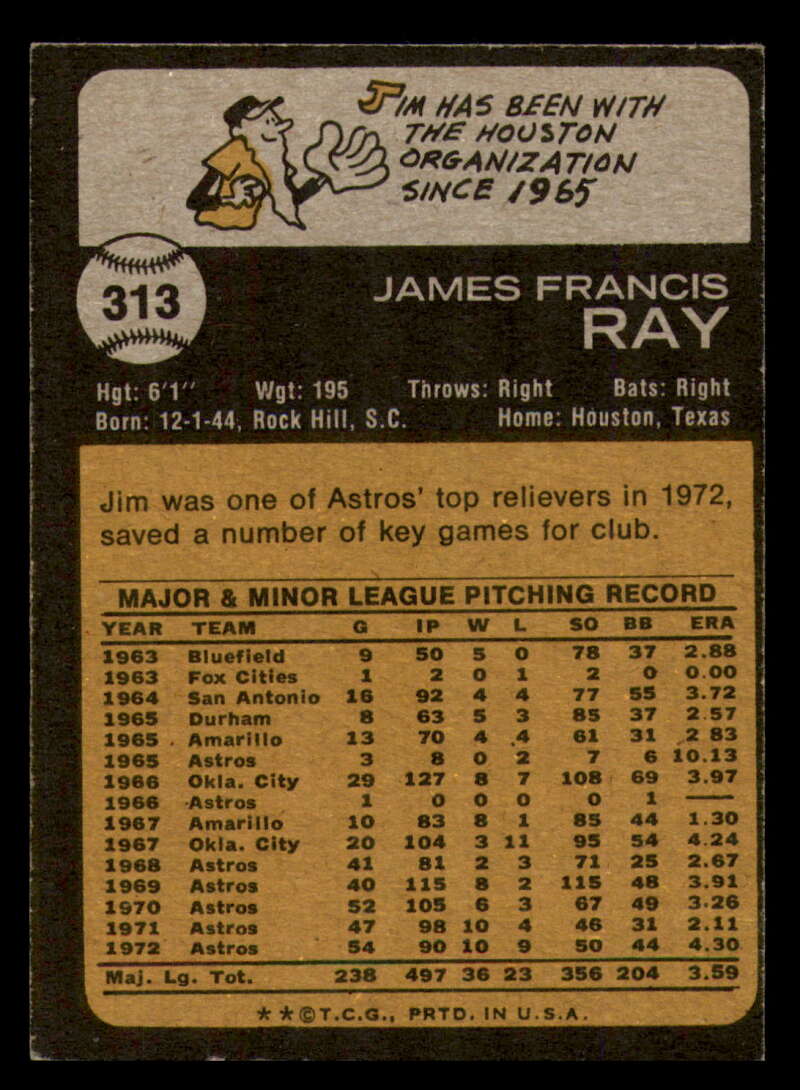 JIM HAS BEEN WITH
THE HOUSTON
ORGANIZATION
SINCE 1965
313
JAMES FRANCIS
RAY
Hgt: 6'1" Wgt: 195 Throws: Right Bats: Right
Born: 12-1-44, Rock Hill, S.C. Home: Houston, Texas
Jim was one of Astros' top relievers in 1972,
saved a number of key games for club.
MAJOR & MINOR LEAGUE PITCHING RECORD
YEAR TEAM G IP W L SO BB ERA
1963 Bluefield 9 50 5 0 78 37 2.88
1963 Fox Cities 1 2 0 1 2 0 0.00
1964 San Antonio 16 92 4 4 77 55 3.72
1965 Durham 8 63 5 3 85 37 2.57
1965 Amarillo 13 70 4 4 61 31 2 83
1965 Astros 3 8 0 2 7 6 10.13
1966 Okla. City 29 127 8 7 108 69 3.97
1966 Astros 1 0 0 0 0 1 —
1967 Amarillo 10 83 8 1 85 44 1.30
1967 Okla. City 20 104 3 11 95 54 4.24
1968 Astros 41 81 2 3 71 25 2.67
1969 Astros 40 115 8 2 115 48 3.91
1970 Astros 52 105 6 3 67 49 3.26
1971 Astros 47 98 10 4 46 31 2.11
1972 Astros 54 90 10 9 50 44 4.30
Maj. Lg. Tot. 238 497 36 23 356 204 3.59
* * © T.C.G., PRTD. IN U.S.A.